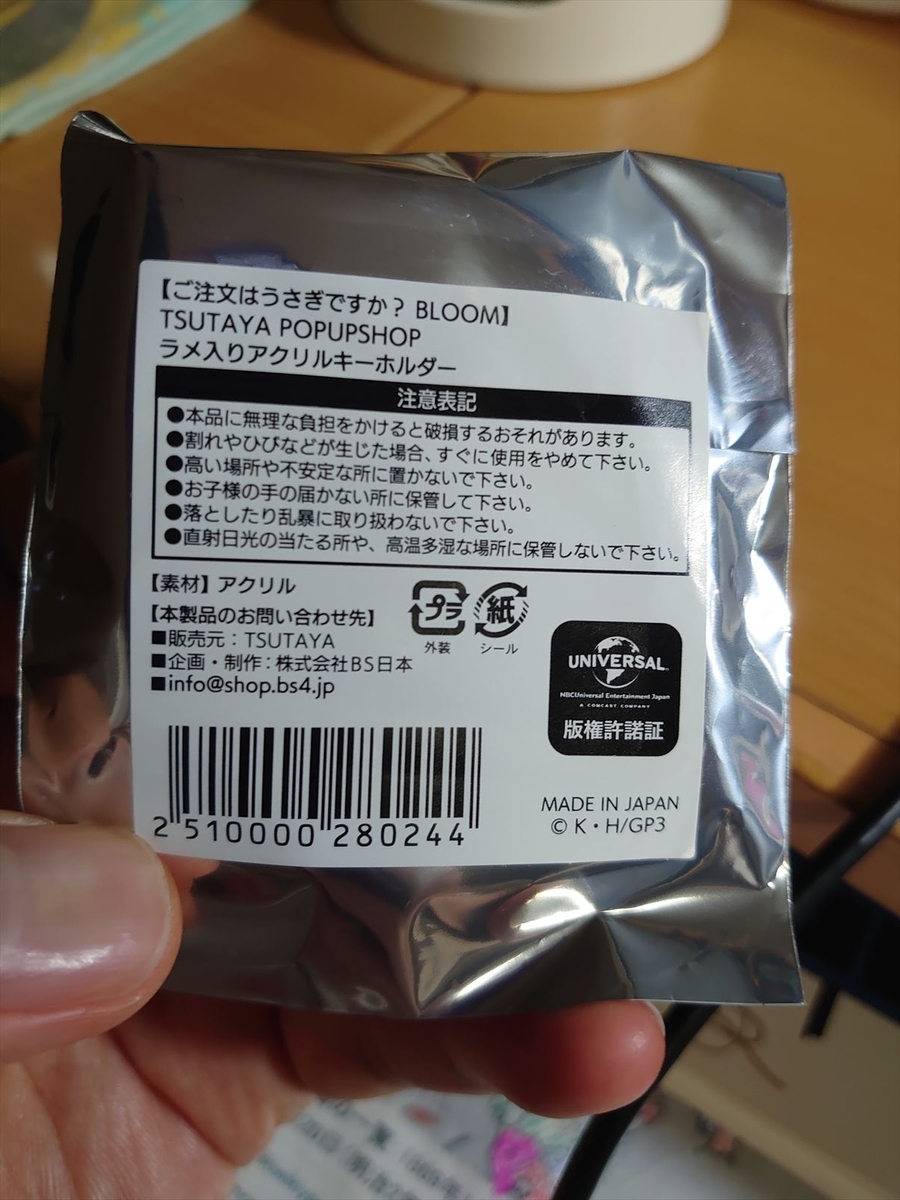 【ご注文はうさぎですか? BLOOM】
TSUTAYA POPUPSHOP
ラメ入りアクリルキーホルダー
注意表記
●本品に無理な負担をかけると破損するおそれがあります。
●割れやひびなどが生じた場合、すぐに使用をやめて下さい。
●高い場所や不安定な所に置かないで下さい。
●お子様の手の届かない所に保管して下さい。
●落としたり乱暴に取り扱わないで下さい。
●直射日光の当たる所や、高温多湿な場所に保管しないで下さい。
【素材】アクリル
【本製品のお問い合わせ先】
■販売元:TSUTAYA
■企画・制作:株式会社BS日本
■info@shop.bs4.jp
プラ
外装
紙
シール
UNIVERSAL
NBCUniversal Entertainment Japan
A COMCAST COMPANY
版権許諾証
2 510000 280244
MADE IN JAPAN
© K・H/GP3